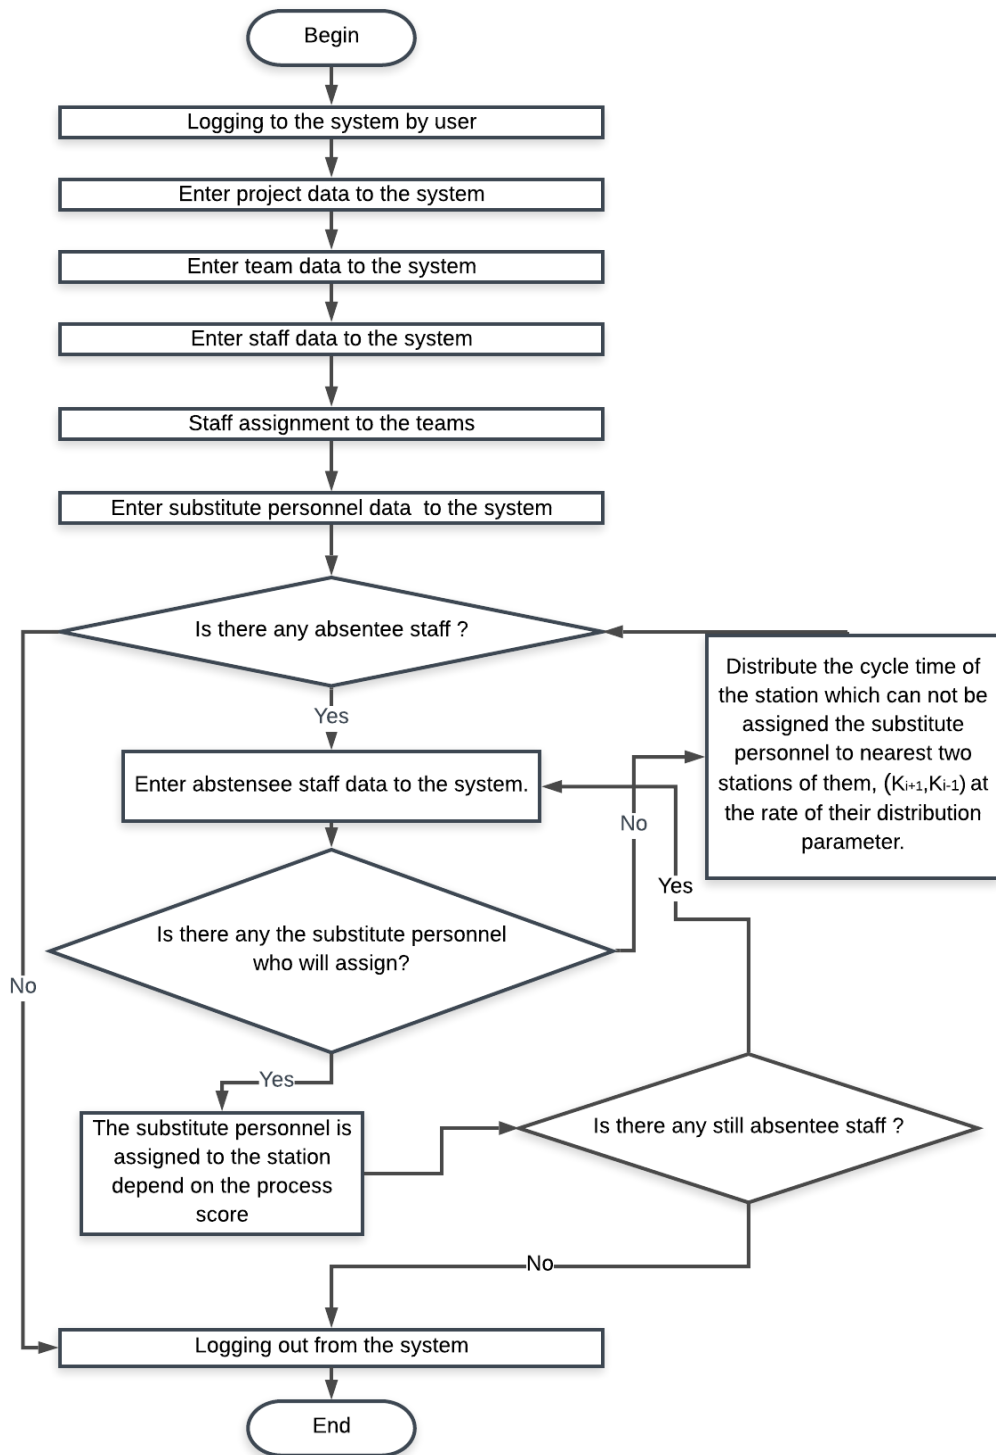 Begin
Logging to the system by user
Enter project data to the system
Enter team data to the system
Enter staff data to the system
Staff assignment to the teams
Enter substitute personnel data  to the system
Is there any absentee staff ?
Yes
No
Enter abstensee staff data to the system.
Distribute the cycle time of
the station which can not be
assigned the substitute
personnel to nearest two
stations of them, (Ki+1,Ki-1) at
the rate of their distribution
parameter.
No
Yes
Is there any the substitute personnel
who will assign?
Yes
The substitute personnel is
assigned to the station
depend on the process
score
Is there any still absentee staff ?
No
Logging out from the system
End